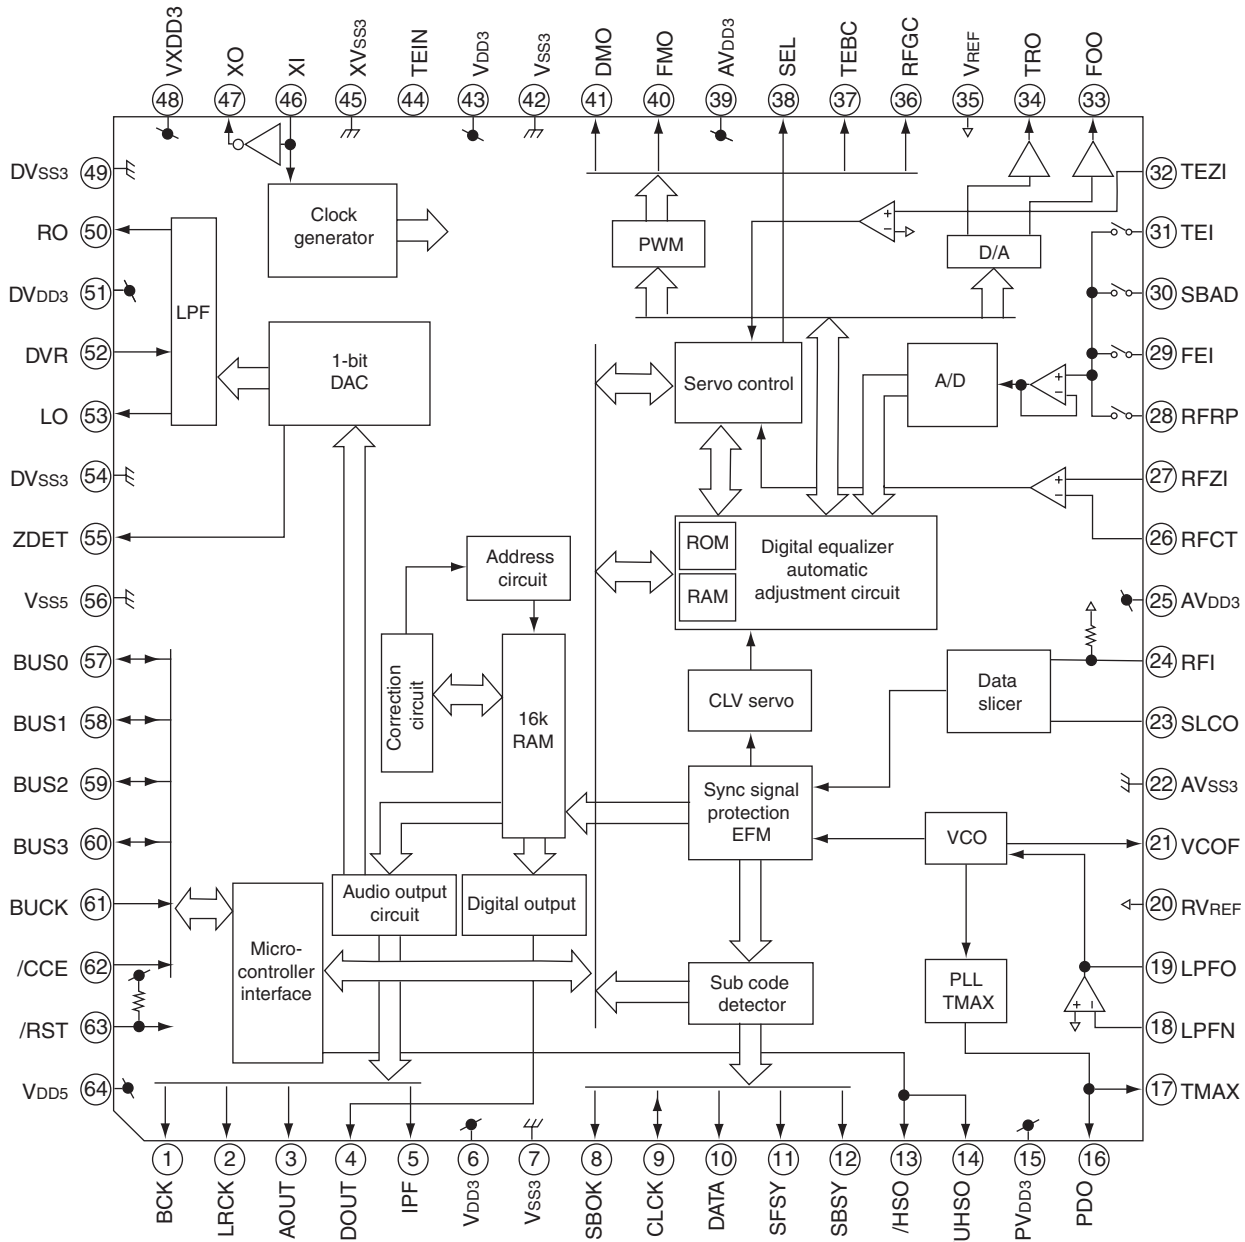 VXDD3
XO
XI
XVSS3
TEIN
VDD3
VSS3
DMO
FMO
AVDD3
SEL
TEBC
RFGC
VREF
TRO
FOO
48
47
46
45
44
43
42
41
40
39
38
37
36
35
34
33
DVSS3 49
RO 50
DVDD3 51
DVR 52
LO 53
DVSS3 54
ZDET 55
VSS5 56
BUS0 57
BUS1 58
BUS2 59
BUS3 60
BUCK 61
/CCE 62
/RST 63
VDD5 64
Clock
generator
LPF
1-bit
DAC
PWM
D/A
Servo control
A/D
ROM
RAM
Digital equalizer
automatic
adjustment circuit
Address
circuit
Correction
circuit
16k
RAM
CLV servo
Data
slicer
Sync signal
protection
EFM
VCO
Audio output
circuit
Digital output
Micro-
controller
interface
Sub code
detector
PLL
TMAX
+
−
+
−
+
−
+
−
32 TEZI
31 TEI
30 SBAD
29 FEI
28 RFRP
27 RFZI
26 RFCT
25 AVDD3
24 RFI
23 SLCO
22 AVSS3
21 VCOF
20 RVREF
19 LPFO
18 LPFN
17 TMAX
1
2
3
4
5
6
7
8
9
10
11
12
13
14
15
16
BCK
LRCK
AOUT
DOUT
IPF
VDD3
VSS3
SBOK
CLCK
DATA
SFSY
SBSY
/HSO
UHSO
PVDD3
PDO